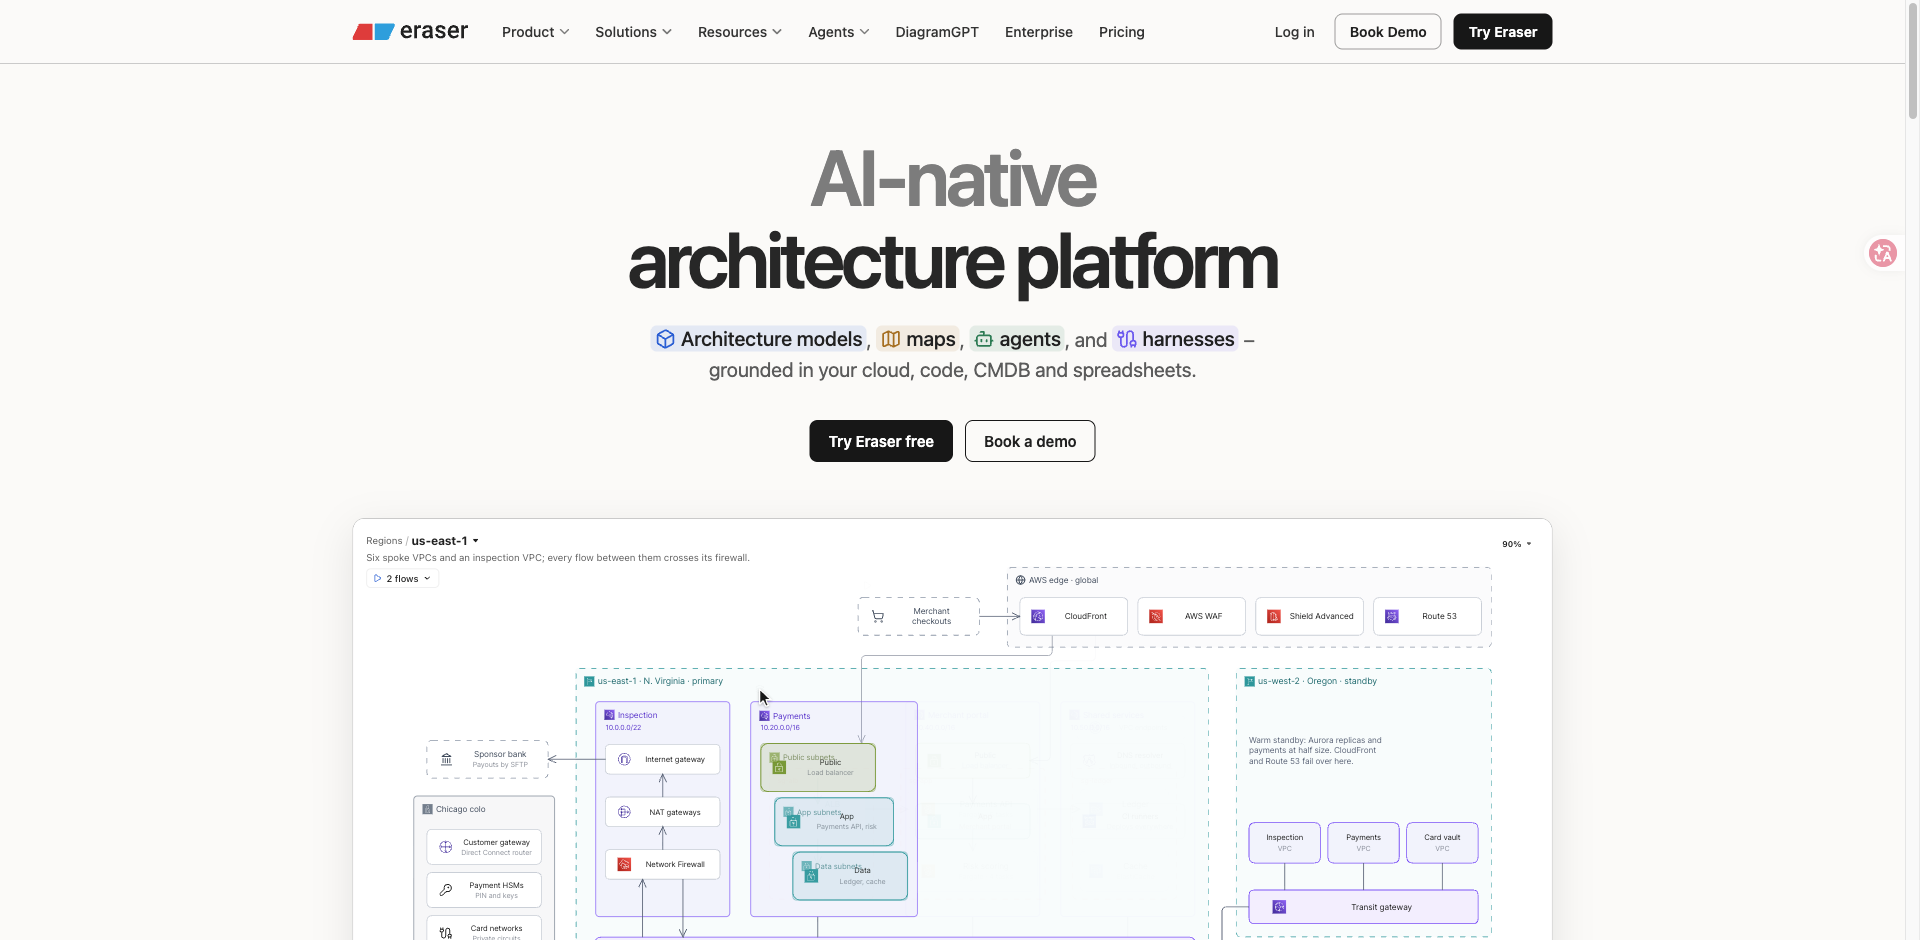 eraser
Product
Solutions
Resources
Agents
DiagramGPT
Enterprise
Pricing
Log in
Book Demo
Try Eraser
AI-native
architecture platform
Architecture models, maps, agents, and harnesses –
grounded in your cloud, code, CMDB and spreadsheets.
Try Eraser free
Book a demo
Regions / us-east-1
90%
Six spoke VPCs and an inspection VPC; every flow between them crosses its firewall.
2 flows
AWS edge · global
Merchant
checkouts
CloudFront
AWS WAF
Shield Advanced
Route 53
us-east-1 · N. Virginia · primary
us-west-2 · Oregon · standby
Inspection
10.0.0.0/22
Payments
10.20.0.0/16
Sponsor bank
Payouts by SFTP
Internet gateway
Public subnets
Public
Load balancer
Warm standby: Aurora replicas and
payments at half size. CloudFront
and Route 53 fail over here.
Chicago colo
NAT gateways
App subnets
App
Payments API, risk
Customer gateway
Direct Connect router
Network Firewall
Data subnets
Data
Ledger, cache
Inspection
VPC
Payments
VPC
Card vault
VPC
Payment HSMs
PIN and keys
Transit gateway
Card networks
Private circuits